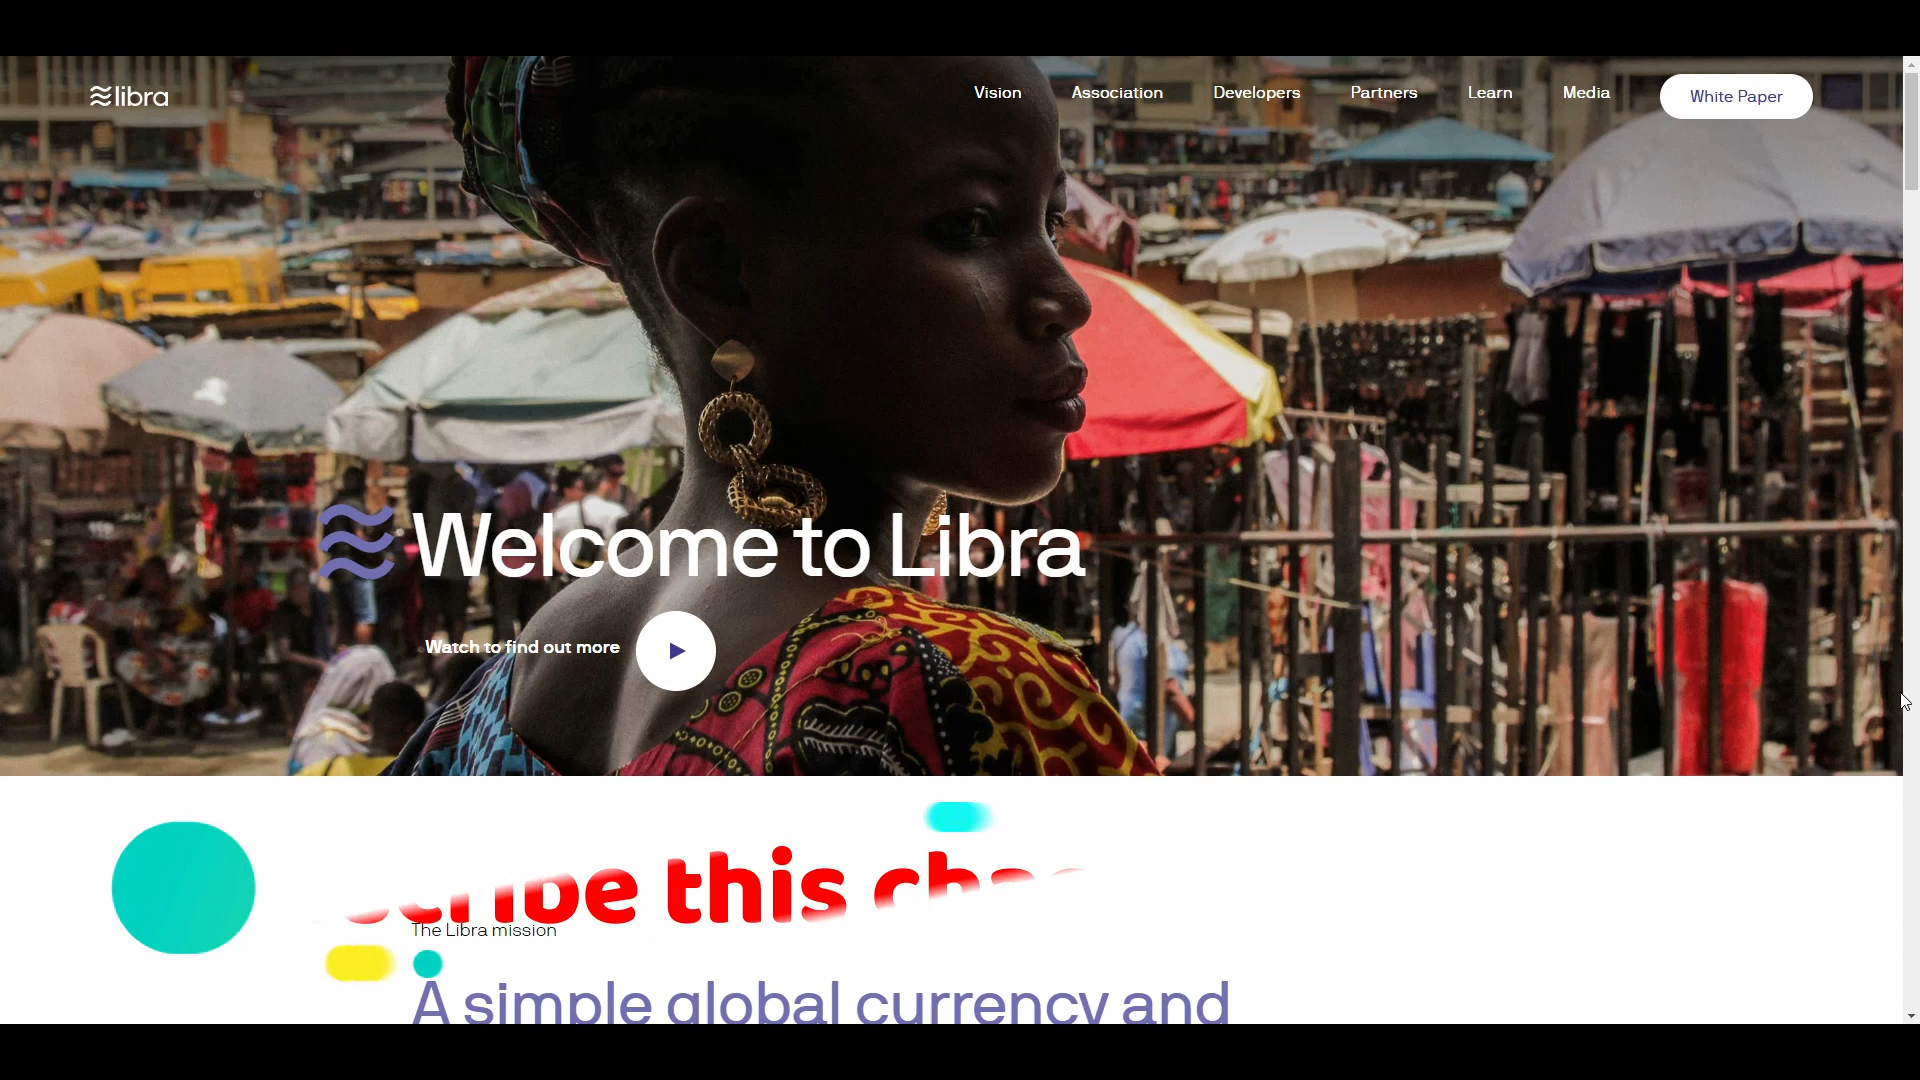 libra
Vision
Association
Developers
Partners
Learn
Media
White Paper
Welcome to Libra
Watch to find out more
this
The Libra mission
A simple global currency and